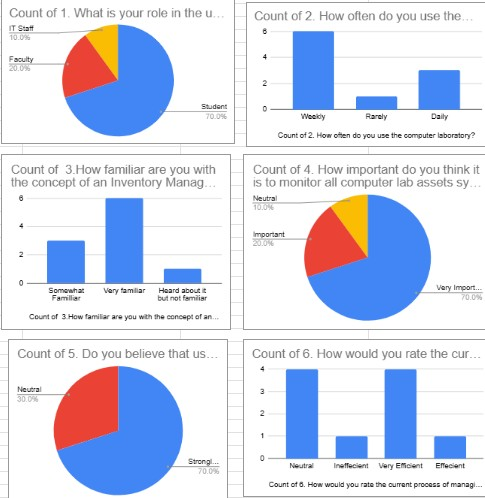 Count of 1. What is your role in the u...
IT Staff
10.0%
Faculty
20.0%
Student
70.0%
Count of 2. How often do you use the...
6
4
2
0
Weekly
Rarely
Daily
Count of 2. How often do you use the computer laboratory?
Count of 3.How familiar are you with
the concept of an Inventory Manag...
6
4
2
0
Somewhat
Familliar
Very familiar
Heard about it
but not familiar
Count of 3.How familiar are you with the concept of an...
Count of 4. How important do you think it
is to monitor all computer lab assets sy...
Neutral
10.0%
Important
20.0%
Very Import...
70.0%
Count of 5. Do you believe that us...
Neutral
30.0%
Strongl...
70.0%
Count of 6. How would you rate the cur...
4
3
2
1
0
Neutral
Ineffecient
Very Efficient
Effecient
Count of 6. How would you rate the current process of managi...